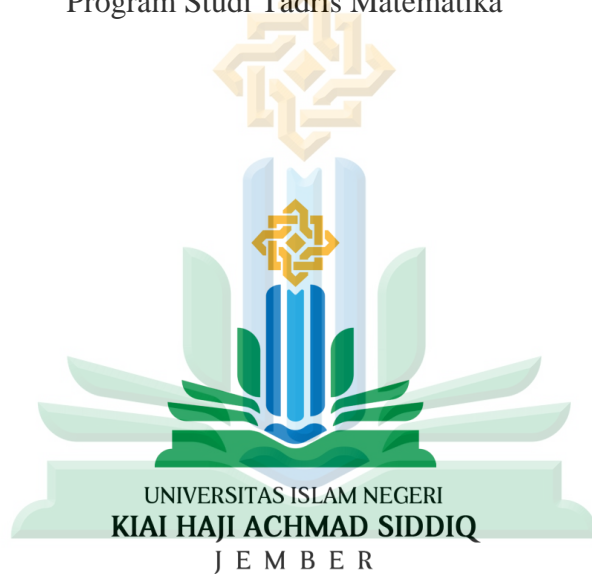 Program Studi Tadris Matematika
UNIVERSITAS ISLAM NEGERI
KIAI HAJI ACHMAD SIDDIQ
JEMBER